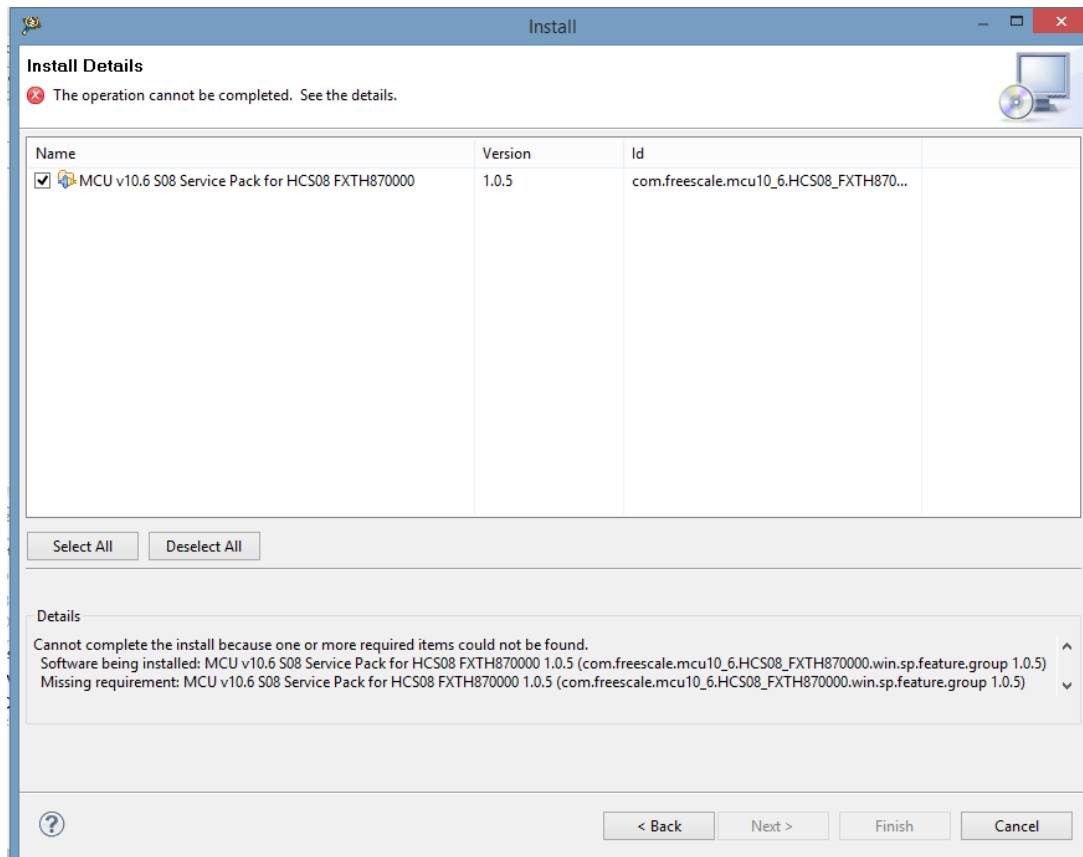 Install
Install Details
The operation cannot be completed. See the details.
Name Version Id
MCU v10.6 S08 Service Pack for HCS08 FXTH870000 1.0.5 com.freescale.mcu10_6.HCS08_FXTH870...
Select All Deselect All
Details
Cannot complete the install because one or more required items could not be found.
Software being installed: MCU v10.6 S08 Service Pack for HCS08 FXTH870000 1.0.5 (com.freescale.mcu10_6.HCS08_FXTH870000.win.sp.feature.group 1.0.5)
Missing requirement: MCU v10.6 S08 Service Pack for HCS08 FXTH870000 1.0.5 (com.freescale.mcu10_6.HCS08_FXTH870000.win.sp.feature.group 1.0.5)
? < Back Next > Finish Cancel